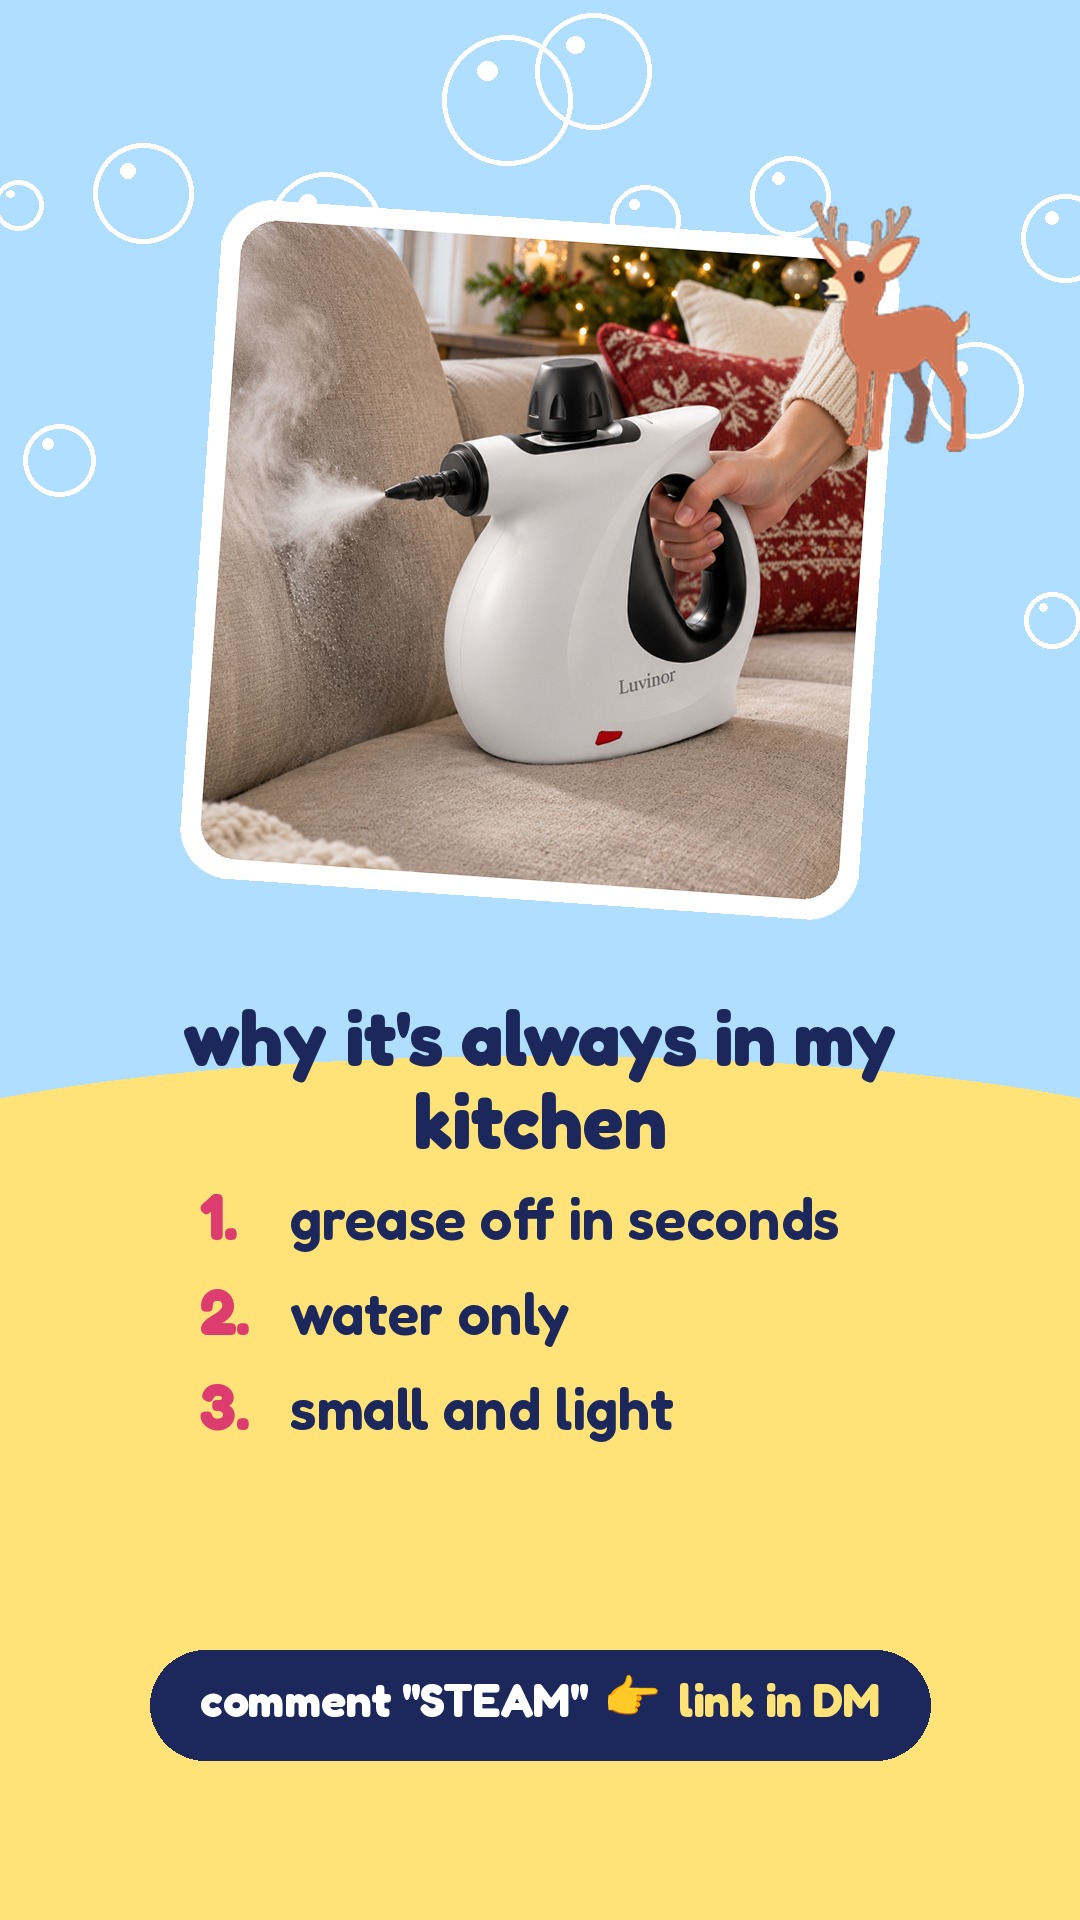 Luvinor
why it's always in my
kitchen
1. grease off in seconds
2. water only
3. small and light
comment "STEAM" 👉 link in DM